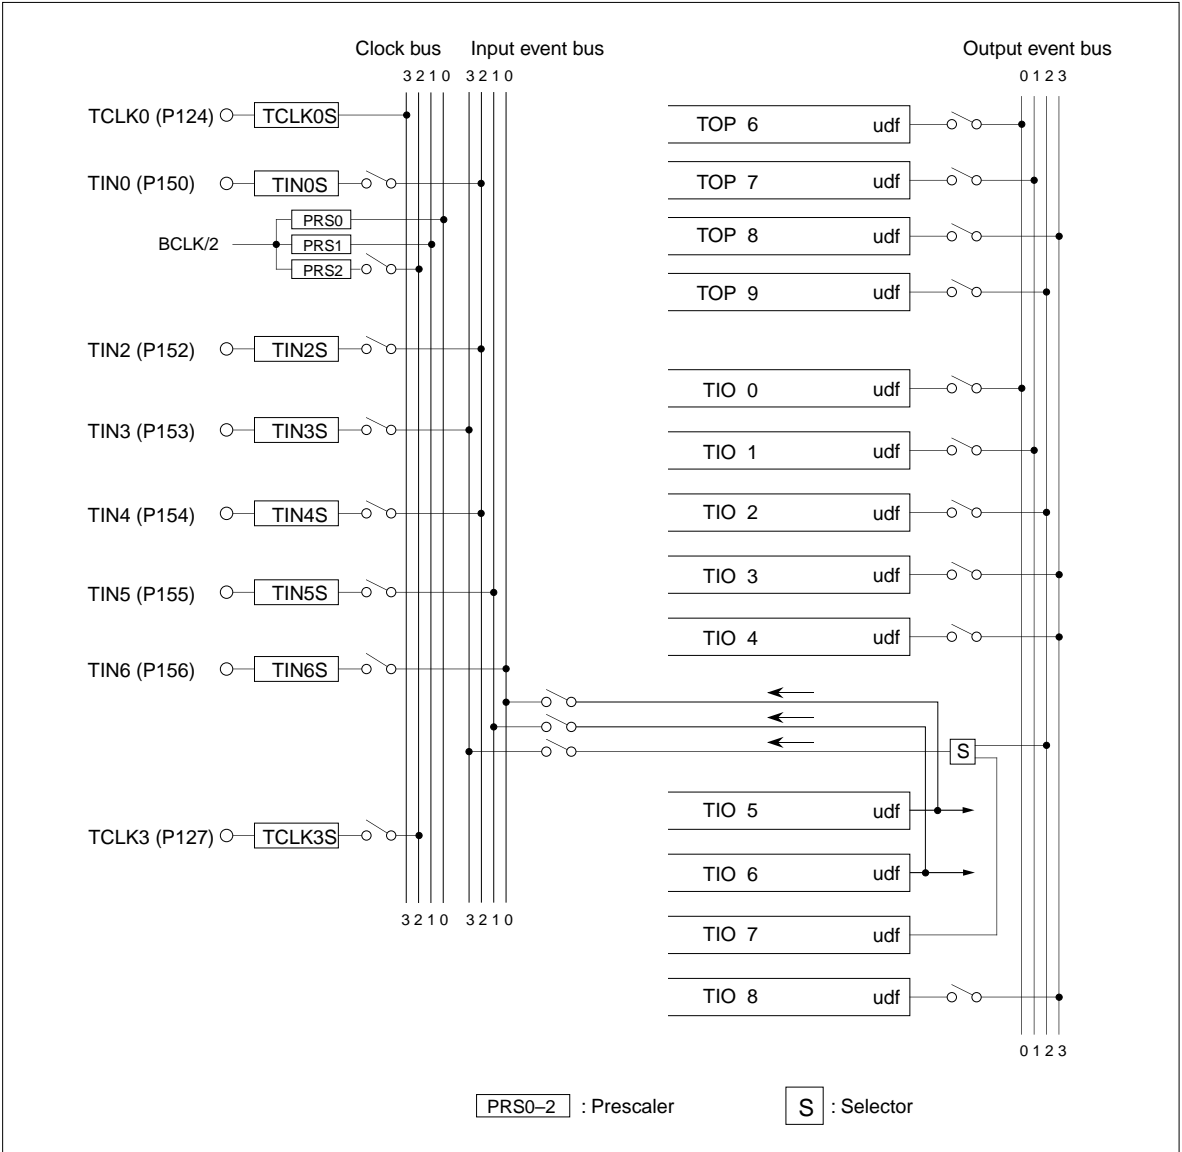 Clock bus
Input event bus
Output event bus
3 2 1 0
3 2 1 0
0 1 2 3
TCLK0 (P124)
TCLK0S
TOP 6
udf
TIN0 (P150)
TIN0S
TOP 7
udf
PRS0
BCLK/2
PRS1
PRS2
TOP 8
udf
TOP 9
udf
TIN2 (P152)
TIN2S
TIO 0
udf
TIN3 (P153)
TIN3S
TIO 1
udf
TIN4 (P154)
TIN4S
TIO 2
udf
TIN5 (P155)
TIN5S
TIO 3
udf
TIO 4
udf
TIN6 (P156)
TIN6S
S
TIO 5
udf
TCLK3 (P127)
TCLK3S
TIO 6
udf
3 2 1 0
3 2 1 0
TIO 7
udf
TIO 8
udf
0 1 2 3
PRS0–2 : Prescaler
S : Selector